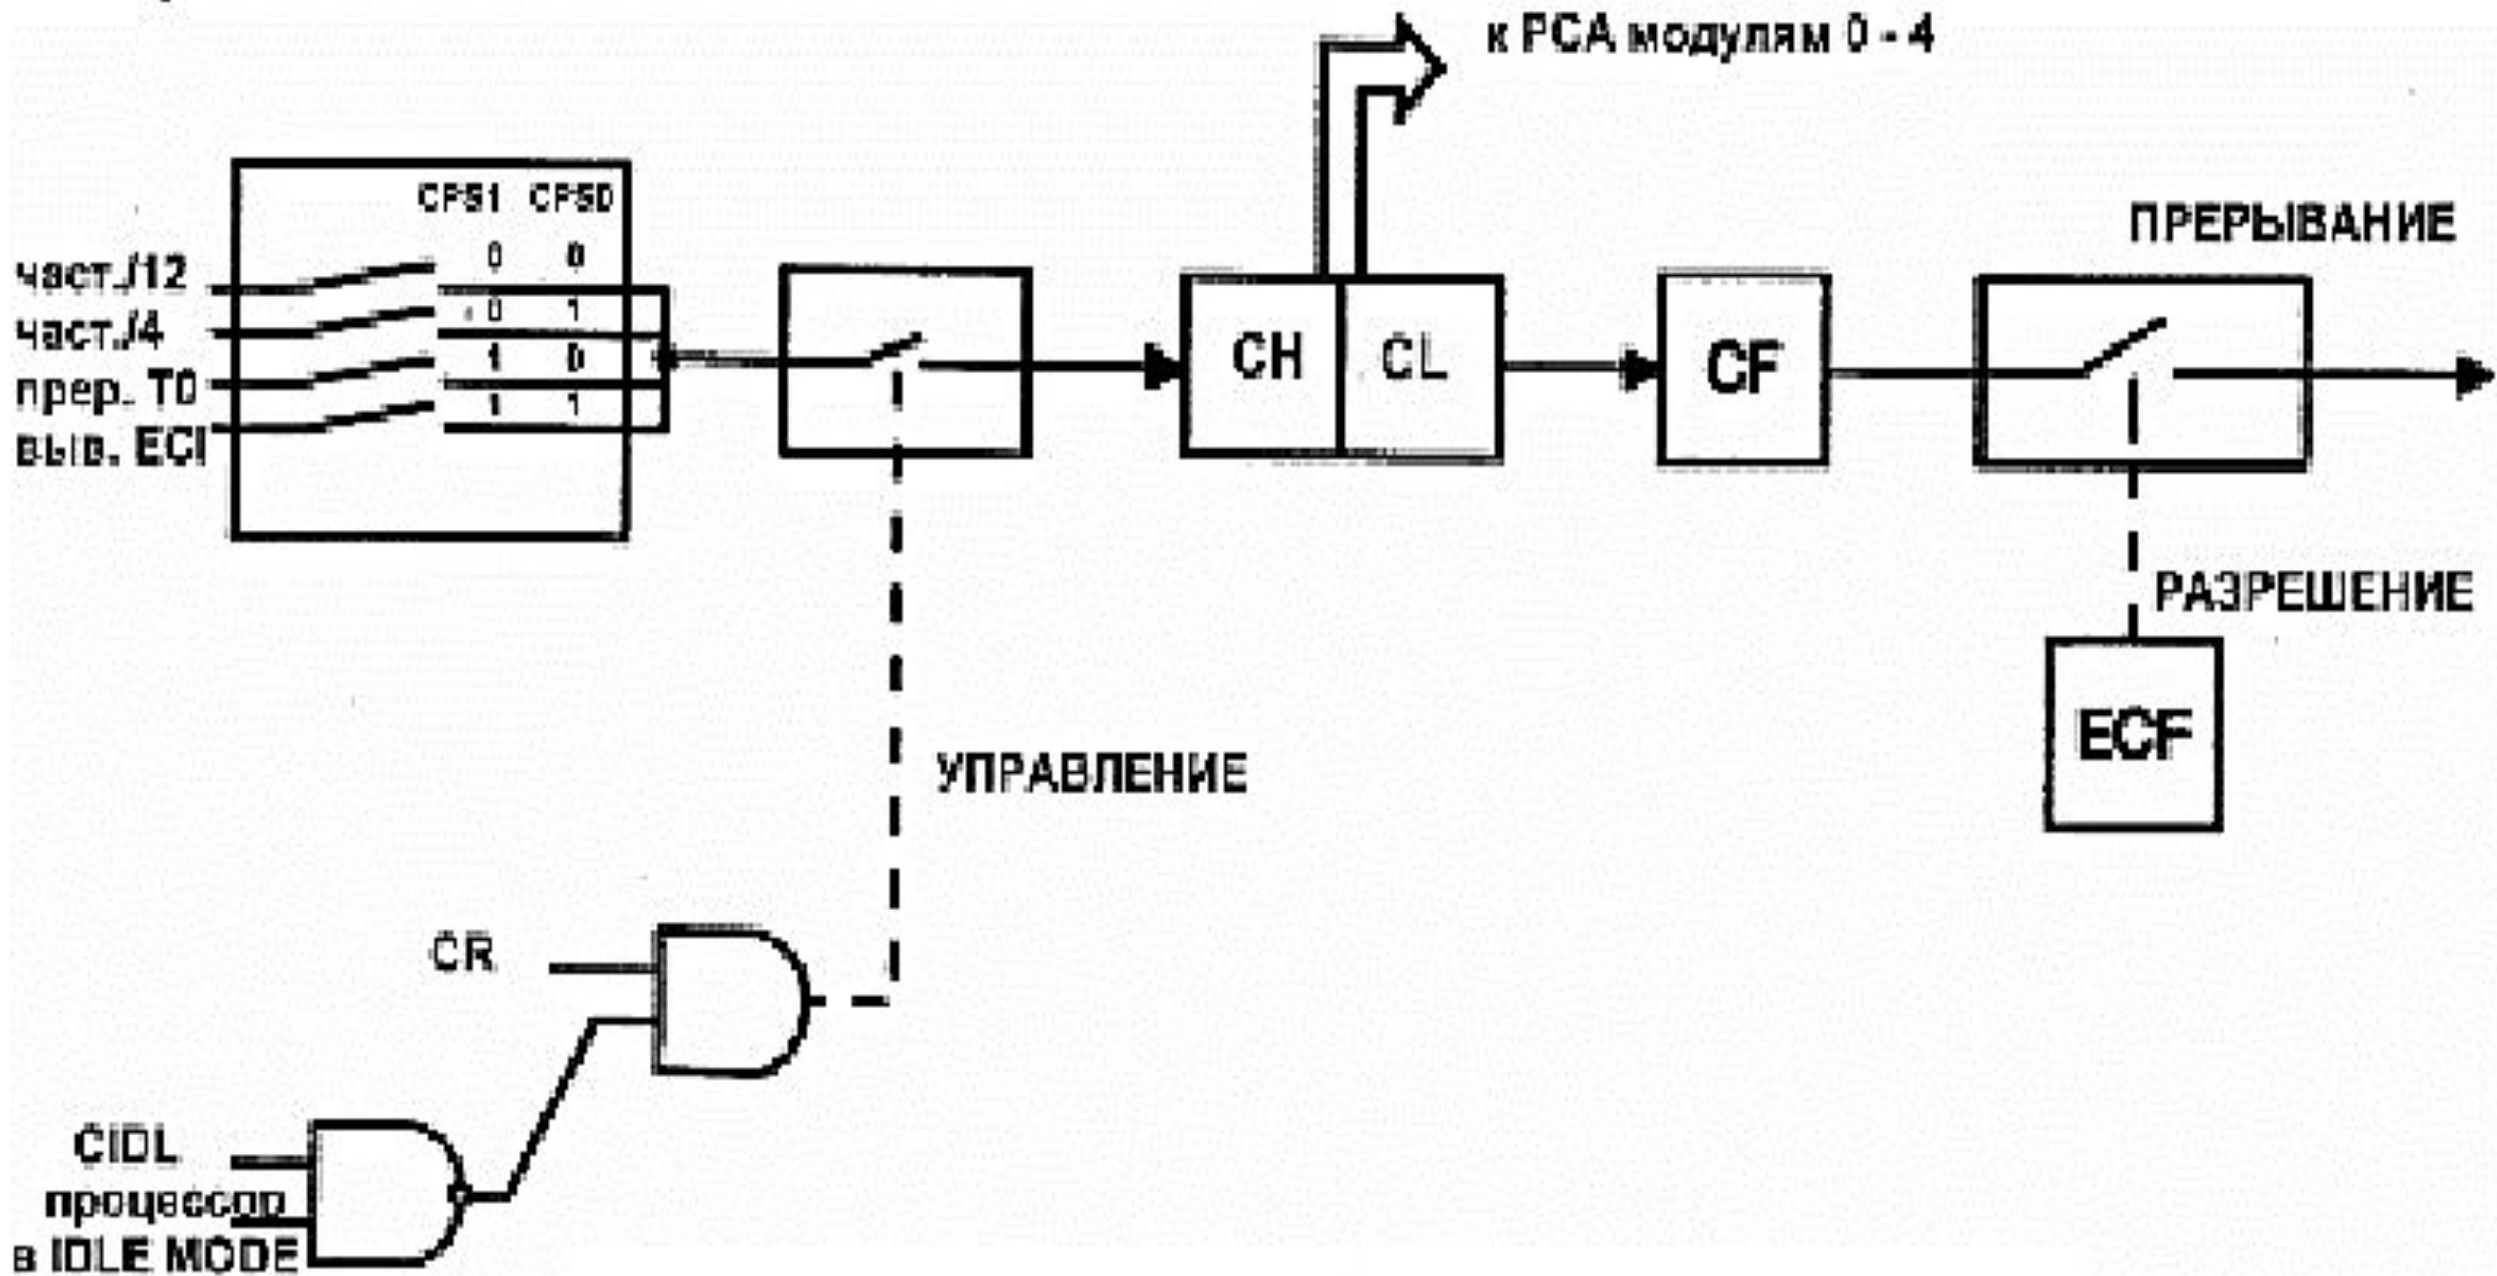 к PCA модулям 0 - 4
CPS1 CPS0
0 0
част./12
0 1
част./4
1 0
прер. T0
1 1
выв. ECI
CH
CL
CF
ПРЕРЫВАНИЕ
РАЗРЕШЕНИЕ
ECF
УПРАВЛЕНИЕ
CR
CIDL
процессор
в IDLE MODE